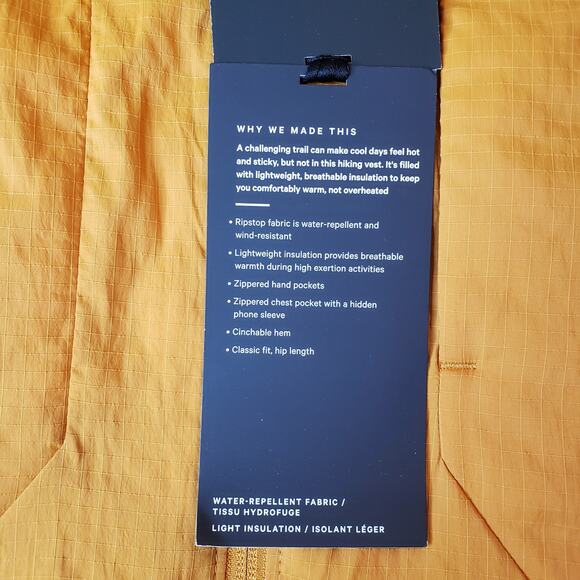 WHY WE MADE THIS
A challenging trail can make cool days feel hot
and sticky, but not in this hiking vest. It's filled
with lightweight, breathable insulation to keep
you comfortably warm, not overheated
• Ripstop fabric is water-repellent and
wind-resistant
• Lightweight insulation provides breathable
warmth during high exertion activities
• Zippered hand pockets
• Zippered chest pocket with a hidden
phone sleeve
• Cinchable hem
• Classic fit, hip length
WATER-REPELLENT FABRIC /
TISSU HYDROFUGE
LIGHT INSULATION / ISOLANT LÉGER